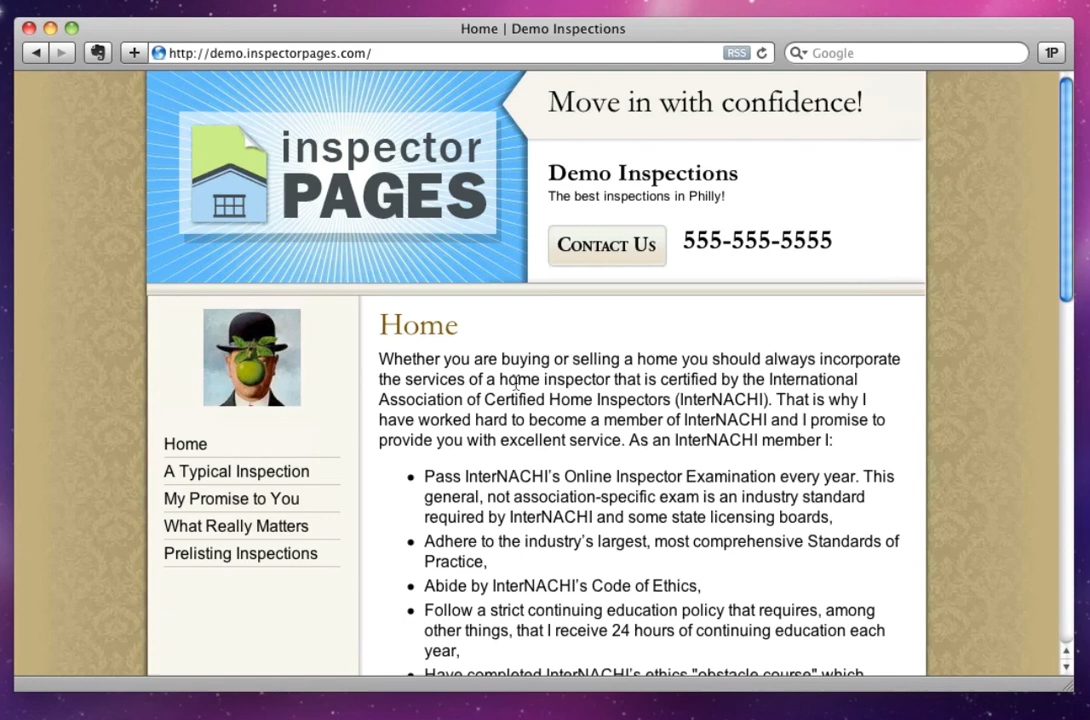 Home | Demo Inspections
http://demo.inspectorpages.com/
RSS
Google
1P
inspector
PAGES
Move in with confidence!
Demo Inspections
The best inspections in Philly!
Contact Us
555-555-5555
Home
A Typical Inspection
My Promise to You
What Really Matters
Prelisting Inspections
Home
Whether you are buying or selling a home you should always incorporate
the services of a home inspector that is certified by the International
Association of Certified Home Inspectors (InterNACHI). That is why I
have worked hard to become a member of InterNACHI and I promise to
provide you with excellent service. As an InterNACHI member I:
• Pass InterNACHI's Online Inspector Examination every year. This
general, not association-specific exam is an industry standard
required by InterNACHI and some state licensing boards,
• Adhere to the industry's largest, most comprehensive Standards of
Practice,
• Abide by InterNACHI's Code of Ethics,
• Follow a strict continuing education policy that requires, among
other things, that I receive 24 hours of continuing education each
year,
• Have completed InterNACHI's ethics "obstacle course" which